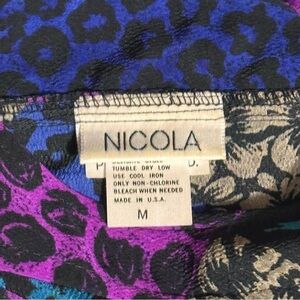 NICOLA
P D.
TUMBLE DRY LOW
USE COOL IRON
ONLY NON-CHLORINE
BLEACH WHEN NEEDED
MADE IN U.S.A.
M